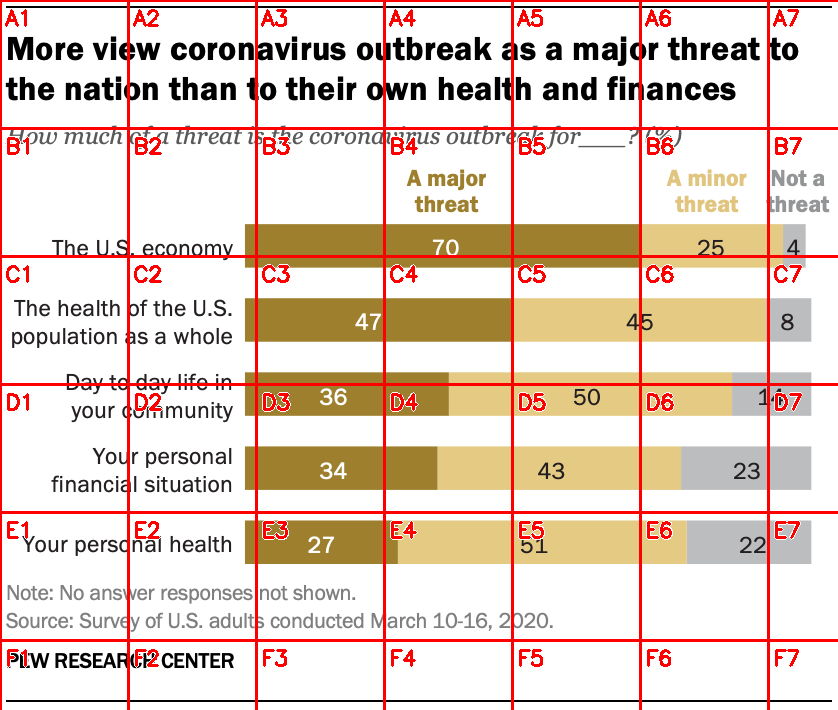 More view coronavirus outbreak as a major threat to
the nation than to their own health and finances
How much of a threat is the coronavirus outbreak for____? (%)
A major threat
A minor threat
Not a threat
The U.S. economy 70 25 4
The health of the U.S. population as a whole 47 45 8
Day to day life in your community 36 50 14
Your personal financial situation 34 43 23
Your personal health 27 51 22
Note: No answer responses not shown.
Source: Survey of U.S. adults conducted March 10-16, 2020.
PEW RESEARCH CENTER
A1 A2 A3 A4 A5 A6 A7
B1 B2 B3 B4 B5 B6 B7
C1 C2 C3 C4 C5 C6 C7
D1 D2 D3 D4 D5 D6 D7
E1 E2 E3 E4 E5 E6 E7
F1 F2 F3 F4 F5 F6 F7